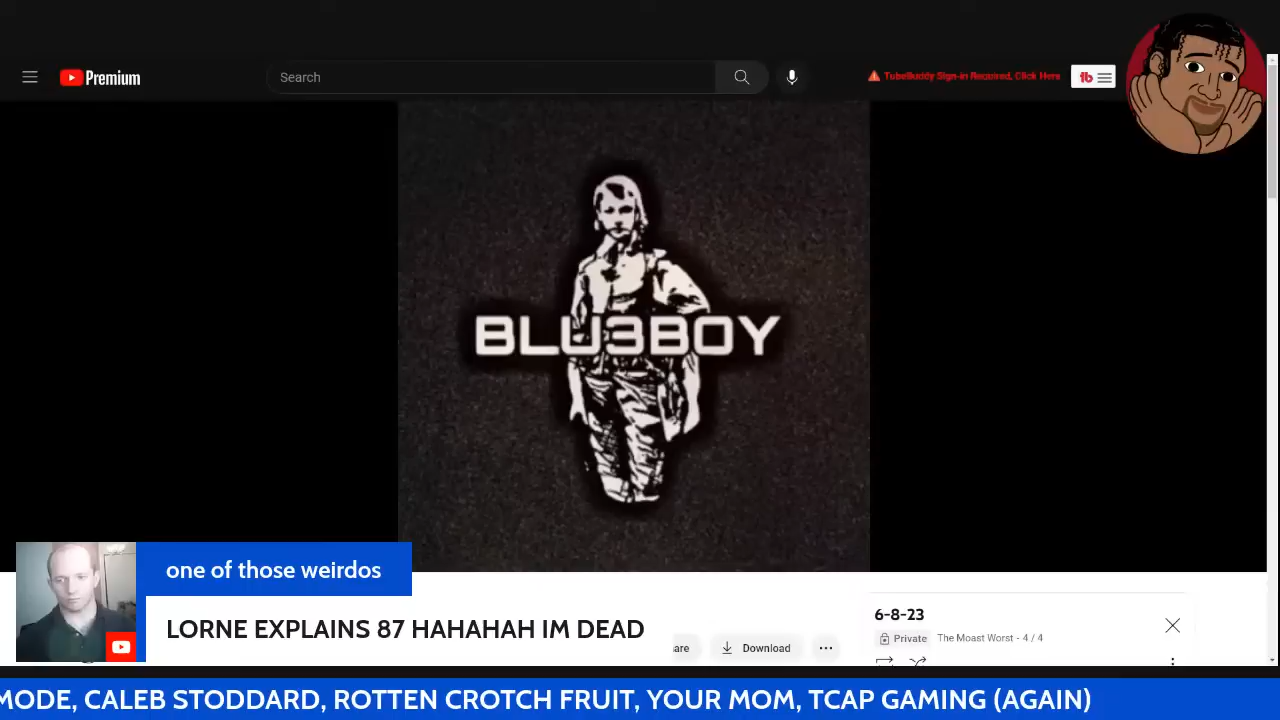 Premium
Search
TubeBuddy Sign-in Required, Click Here
tb
BLU3BOY
one of those weirdos
LORNE EXPLAINS 87 HAHAHAH IM DEAD
are
Download
6-8-23
Private
The Moast Worst - 4 / 4
MODE, CALEB STODDARD, ROTTEN CROTCH FRUIT, YOUR MOM, TCAP GAMING (AGAIN)